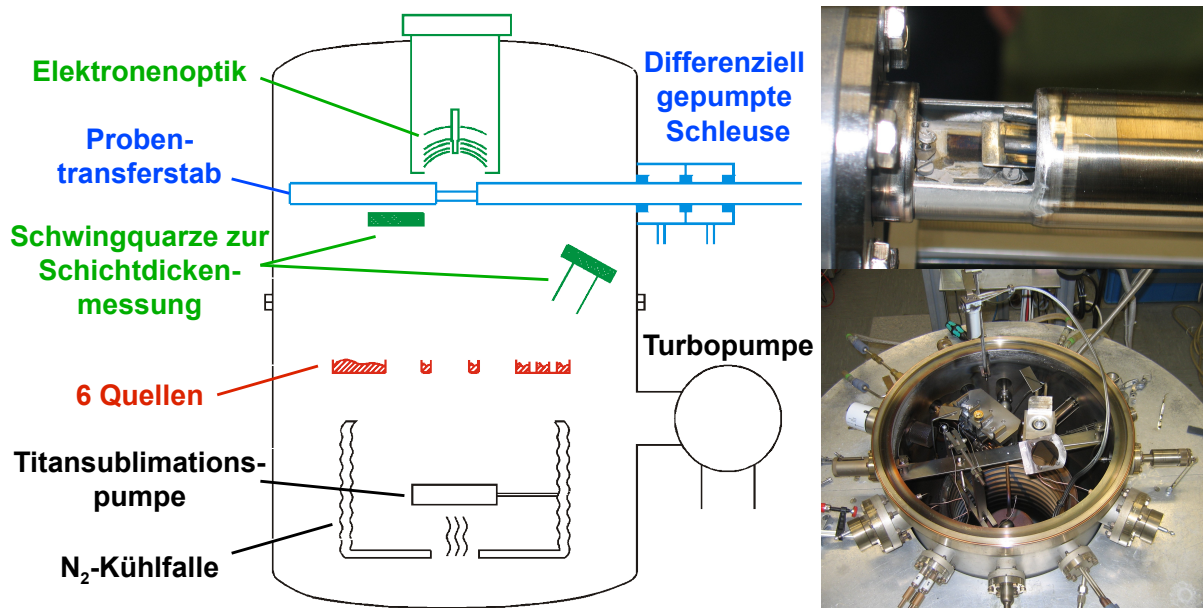 Elektronenoptik
Proben-
transferstab
Schwingquarze zur
Schichtdicken-
messung
6 Quellen
Titansublimations-
pumpe
N₂-Kühlfalle
Differenziell
gepumpte
Schleuse
Turbopumpe